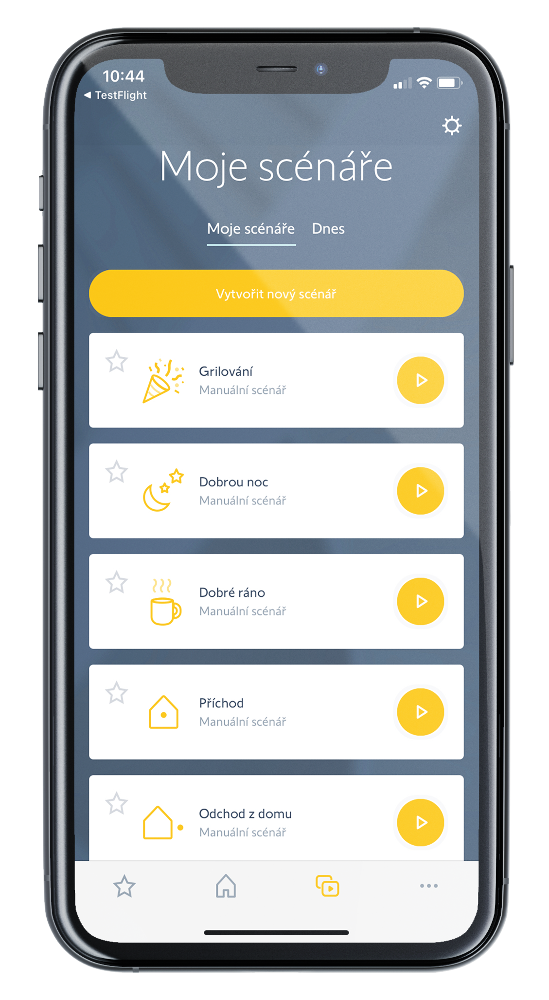 10:44
TestFlight
Moje scénáře
Moje scénáře Dnes
Vytvořit nový scénář
Grilování
Manuální scénář
Dobrou noc
Manuální scénář
Dobré ráno
Manuální scénář
Příchod
Manuální scénář
Odchod z domu
Manuální scénář